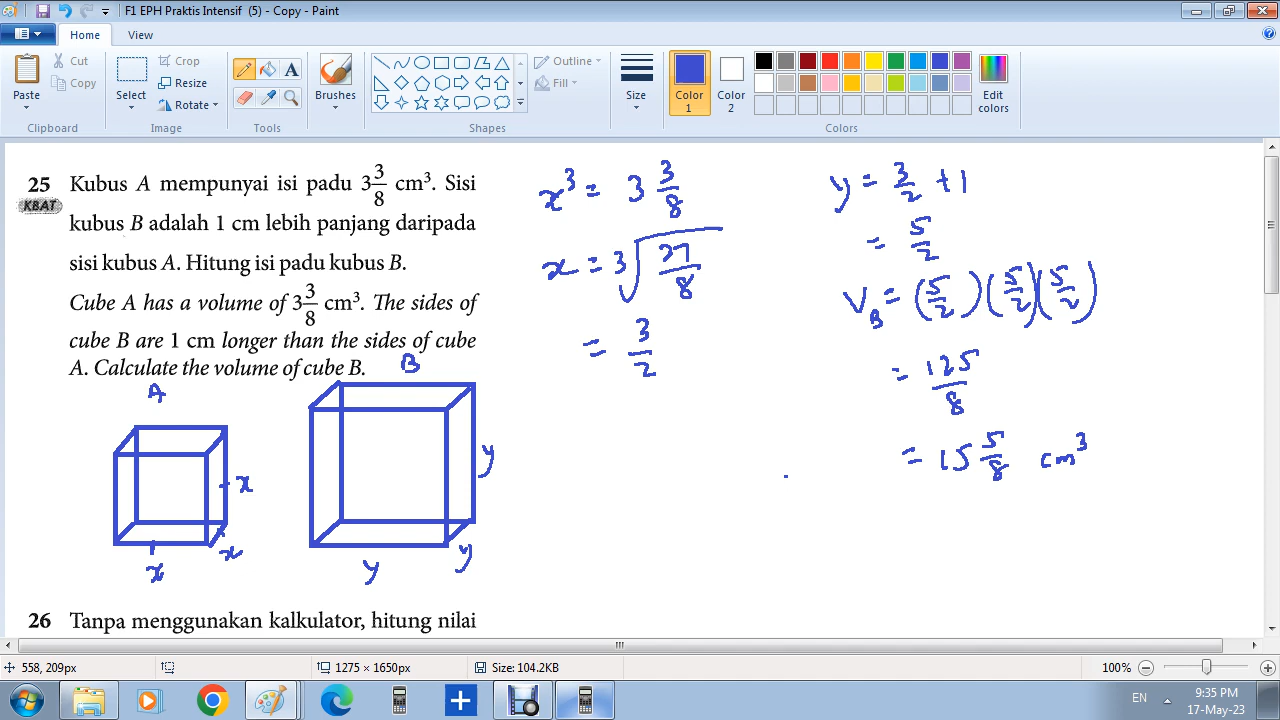 F1 EPH Praktis Intensif (5) - Copy - Paint
Home View
Paste
Cut
Copy
Clipboard
Select
Crop
Resize
Rotate
Image
A
Tools
Brushes
Shapes
Outline
Fill
Size
Color 1
Color 2
Edit colors
Colors
25 Kubus A mempunyai isi padu 3 3/8 cm³. Sisi
KBAT kubus B adalah 1 cm lebih panjang daripada
sisi kubus A. Hitung isi padu kubus B.
Cube A has a volume of 3 3/8 cm³. The sides of
cube B are 1 cm longer than the sides of cube
A. Calculate the volume of cube B.
A
x
x
x
B
y
y
y
x³ = 3 3/8
x = ³√(27/8)
= 3/2
y = 3/2 + 1
= 5/2
V_B = (5/2)(5/2)(5/2)
= 125/8
= 15 5/8 cm³
26 Tanpa menggunakan kalkulator, hitung nilai
558, 209px
1275 × 1650px
Size: 104.2KB
100%
EN
9:35 PM
17-May-23